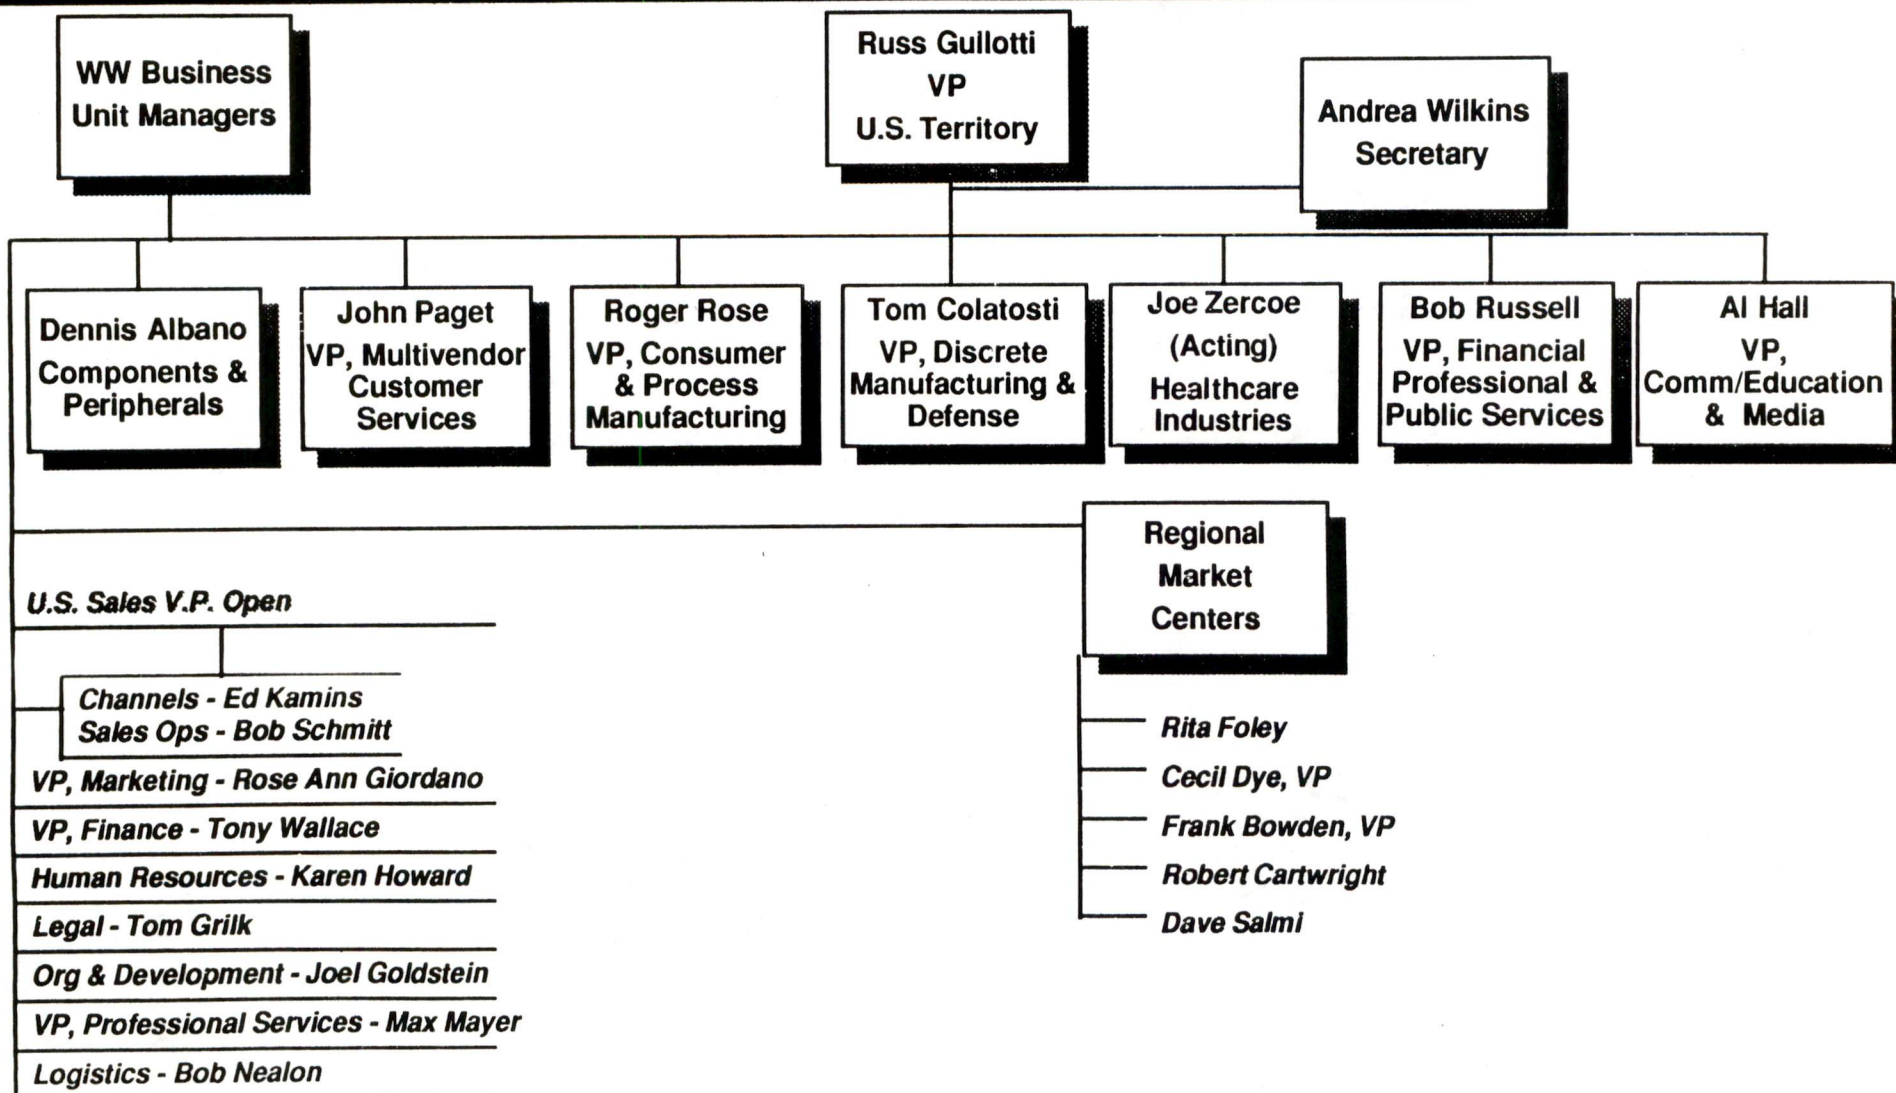 WW Business
Unit Managers
Russ Gullotti
VP
U.S. Territory
Andrea Wilkins
Secretary
Dennis Albano
Components &
Peripherals
John Paget
VP, Multivendor
Customer
Services
Roger Rose
VP, Consumer
& Process
Manufacturing
Tom Colatosti
VP, Discrete
Manufacturing &
Defense
Joe Zercoe
(Acting)
Healthcare
Industries
Bob Russell
VP, Financial
Professional &
Public Services
Al Hall
VP,
Comm/Education
& Media
Regional
Market
Centers
Rita Foley
Cecil Dye, VP
Frank Bowden, VP
Robert Cartwright
Dave Salmi
U.S. Sales V.P. Open
Channels - Ed Kamins
Sales Ops - Bob Schmitt
VP, Marketing - Rose Ann Giordano
VP, Finance - Tony Wallace
Human Resources - Karen Howard
Legal - Tom Grilk
Org & Development - Joel Goldstein
VP, Professional Services - Max Mayer
Logistics - Bob Nealon